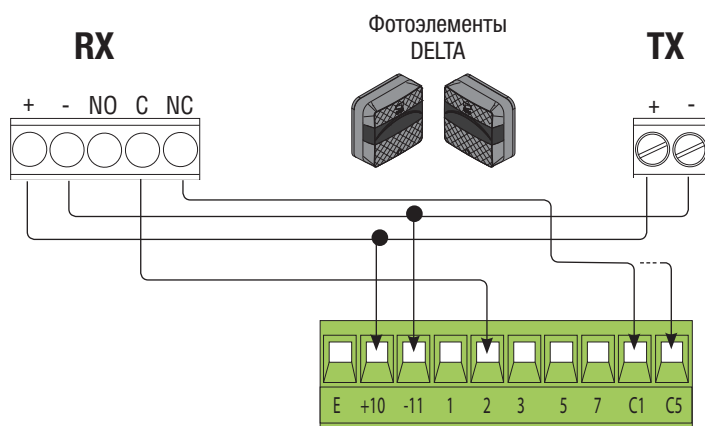 Фотоэлементы
DELTA
RX
TX
+ - NO C NC
+ -
E +10 -11 1 2 3 5 7 C1 C5